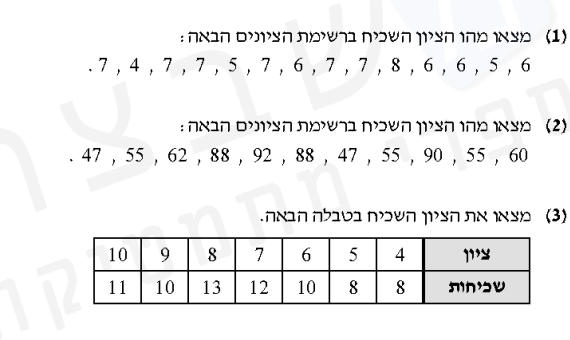 (1) מצאו מהו הציון השכיח ברשימת הציונים הבאה:
7 , 4 , 7 , 7 , 5 , 7 , 6 , 7 , 7 , 8 , 6 , 6 , 5 , 6 .
(2) מצאו מהו הציון השכיח ברשימת הציונים הבאה:
47 , 55 , 62 , 88 , 92 , 88 , 47 , 55 , 90 , 55 , 60 .
(3) מצאו את הציון השכיח בטבלה הבאה.
ציון 4 5 6 7 8 9 10
שכיחות 8 8 10 12 13 10 11